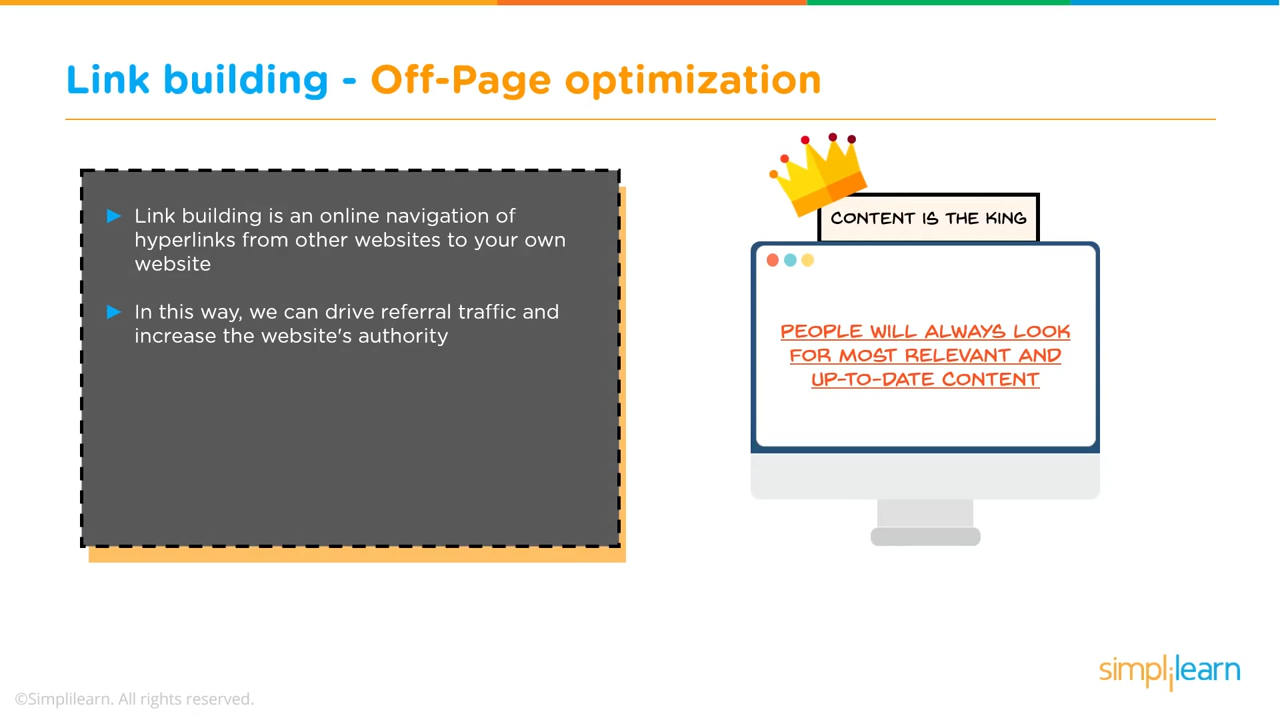 Link building - Off-Page optimization
Link building is an online navigation of
hyperlinks from other websites to your own
website
In this way, we can drive referral traffic and
increase the website's authority
CONTENT IS THE KING
PEOPLE WILL ALWAYS LOOK
FOR MOST RELEVANT AND
UP-TO-DATE CONTENT
simplilearn
©Simplilearn. All rights reserved.